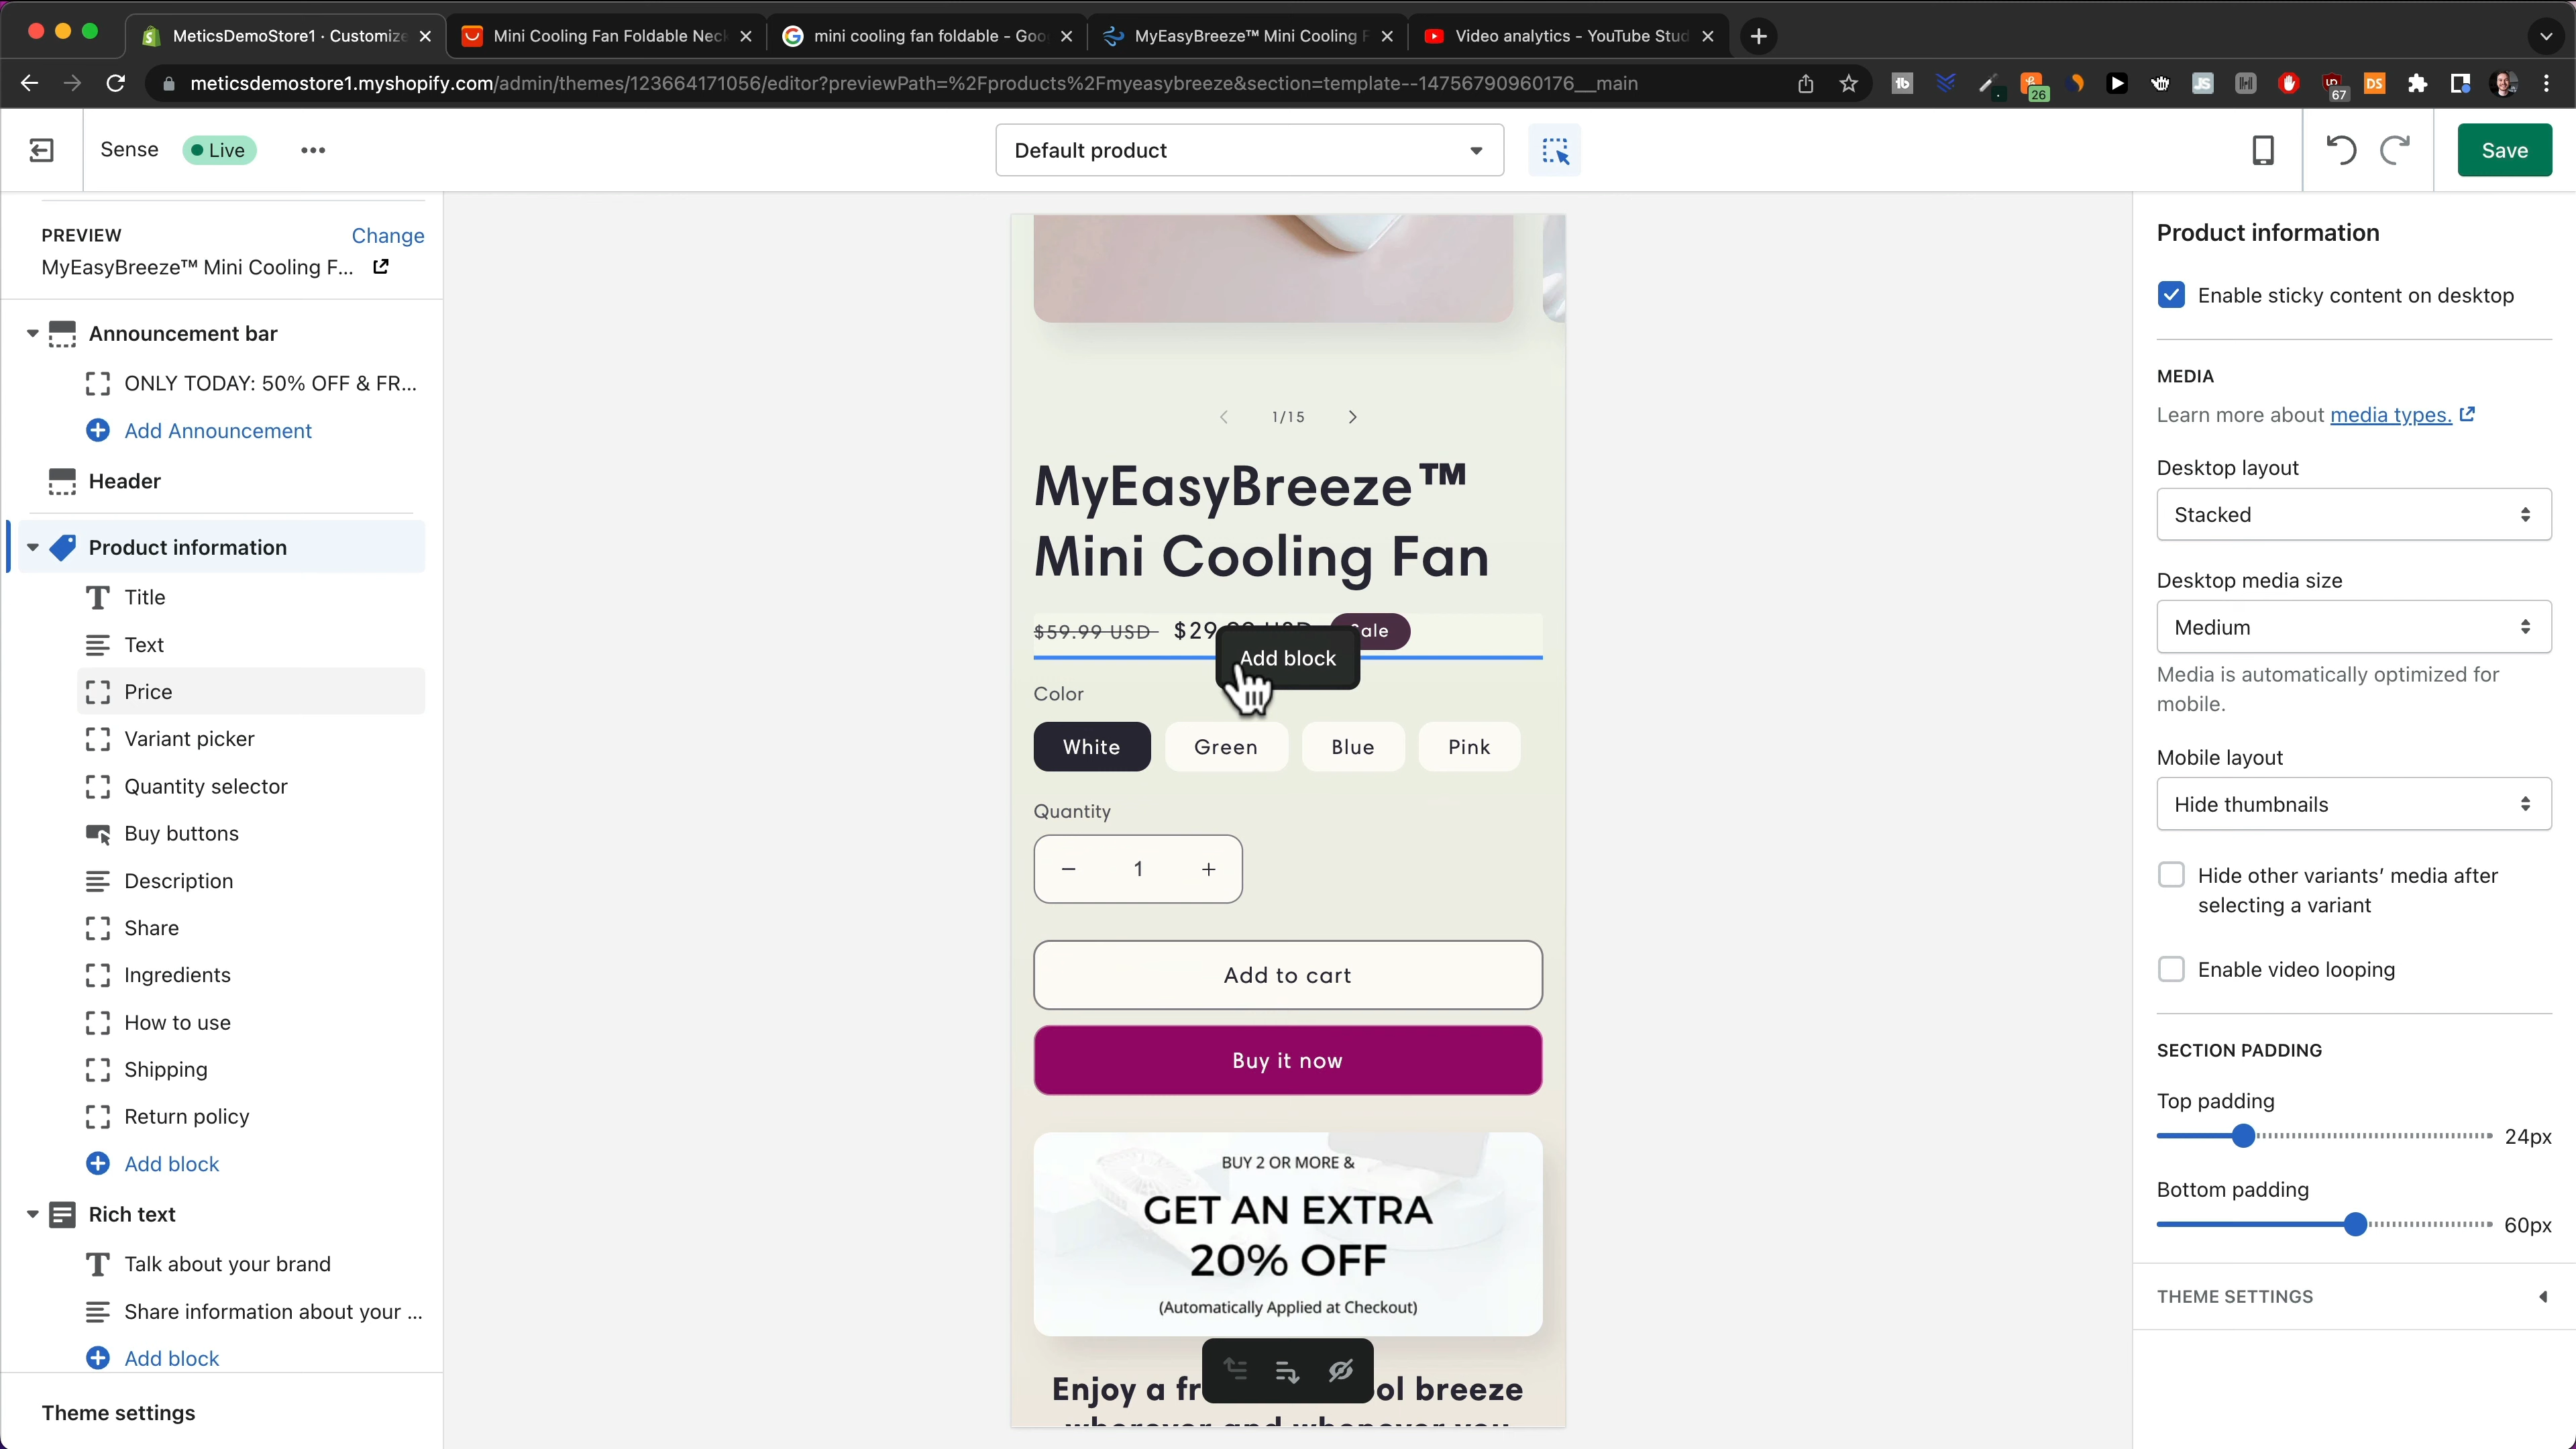 MeticsDemoStore1 · Customize
Mini Cooling Fan Foldable Neck
mini cooling fan foldable - Goo
MyEasyBreeze™ Mini Cooling F
Video analytics - YouTube Stud
meticsdemostore1.myshopify.com/admin/themes/123664171056/editor?previewPath=%2Fproducts%2Fmyeasybreeze&section=template--14756790960176__main
26
67
Sense
Live
Default product
Save
PREVIEW
Change
MyEasyBreeze™ Mini Cooling F...
Announcement bar
ONLY TODAY: 50% OFF & FR...
Add Announcement
Header
Product information
Title
Text
Price
Variant picker
Quantity selector
Buy buttons
Description
Share
Ingredients
How to use
Shipping
Return policy
Add block
Rich text
Talk about your brand
Share information about your ...
Add block
Theme settings
1/15
MyEasyBreeze™
Mini Cooling Fan
$59.99 USD
Add block
Color
White
Green
Blue
Pink
Quantity
1
Add to cart
Buy it now
BUY 2 OR MORE &
GET AN EXTRA
20% OFF
(Automatically Applied at Checkout)
Enjoy a fr ol breeze
wherever and whenever you
Product information
Enable sticky content on desktop
MEDIA
Learn more about media types.
Desktop layout
Stacked
Desktop media size
Medium
Media is automatically optimized for
mobile.
Mobile layout
Hide thumbnails
Hide other variants' media after
selecting a variant
Enable video looping
SECTION PADDING
Top padding
24px
Bottom padding
60px
THEME SETTINGS